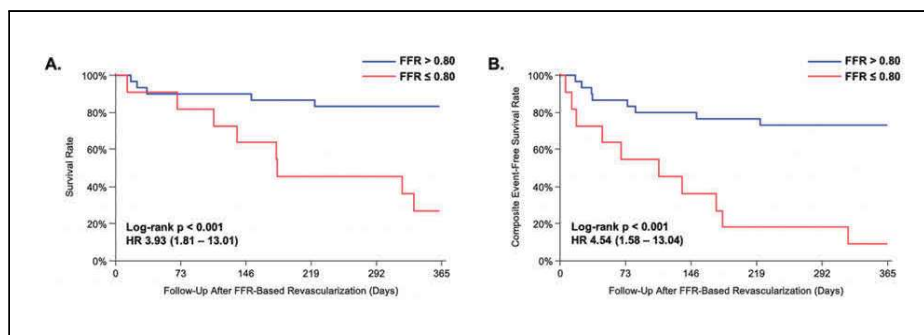 A.
FFR > 0.80
FFR ≤ 0.80
100%
80%
60%
40%
20%
0%
Survival Rate
Log-rank p < 0.001
HR 3.93 (1.81 – 13.01)
0 73 146 219 292 365
Follow-Up After FFR-Based Revascularization (Days)
B.
FFR > 0.80
FFR ≤ 0.80
100%
80%
60%
40%
20%
0%
Composite Event-Free Survival Rate
Log-rank p < 0.001
HR 4.54 (1.58 – 13.04)
0 73 146 219 292 365
Follow-Up After FFR-Based Revascularization (Days)